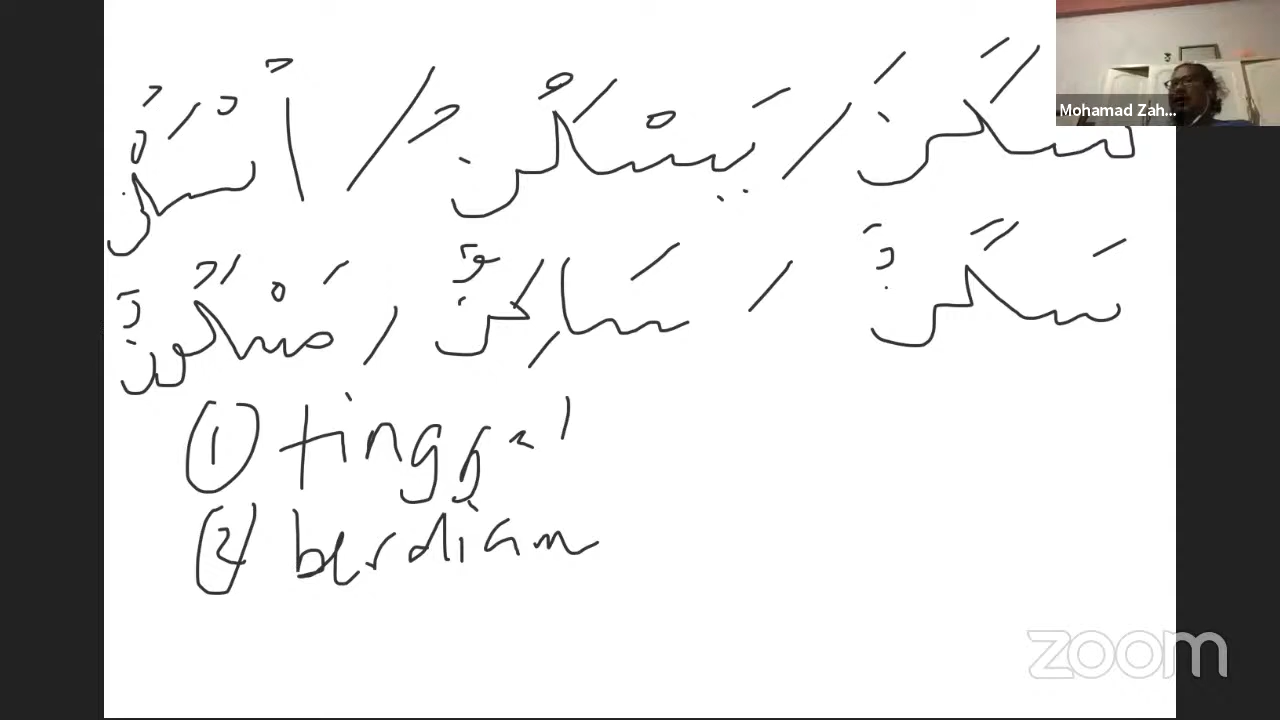 سَكَنَ / يَسْكُنُ / اُسْكُنْ
سَكَنٌ / سَاكِنٌ / مَسْكُونٌ
① tinggal
② berdiam
Mohamad Zah...
zoom